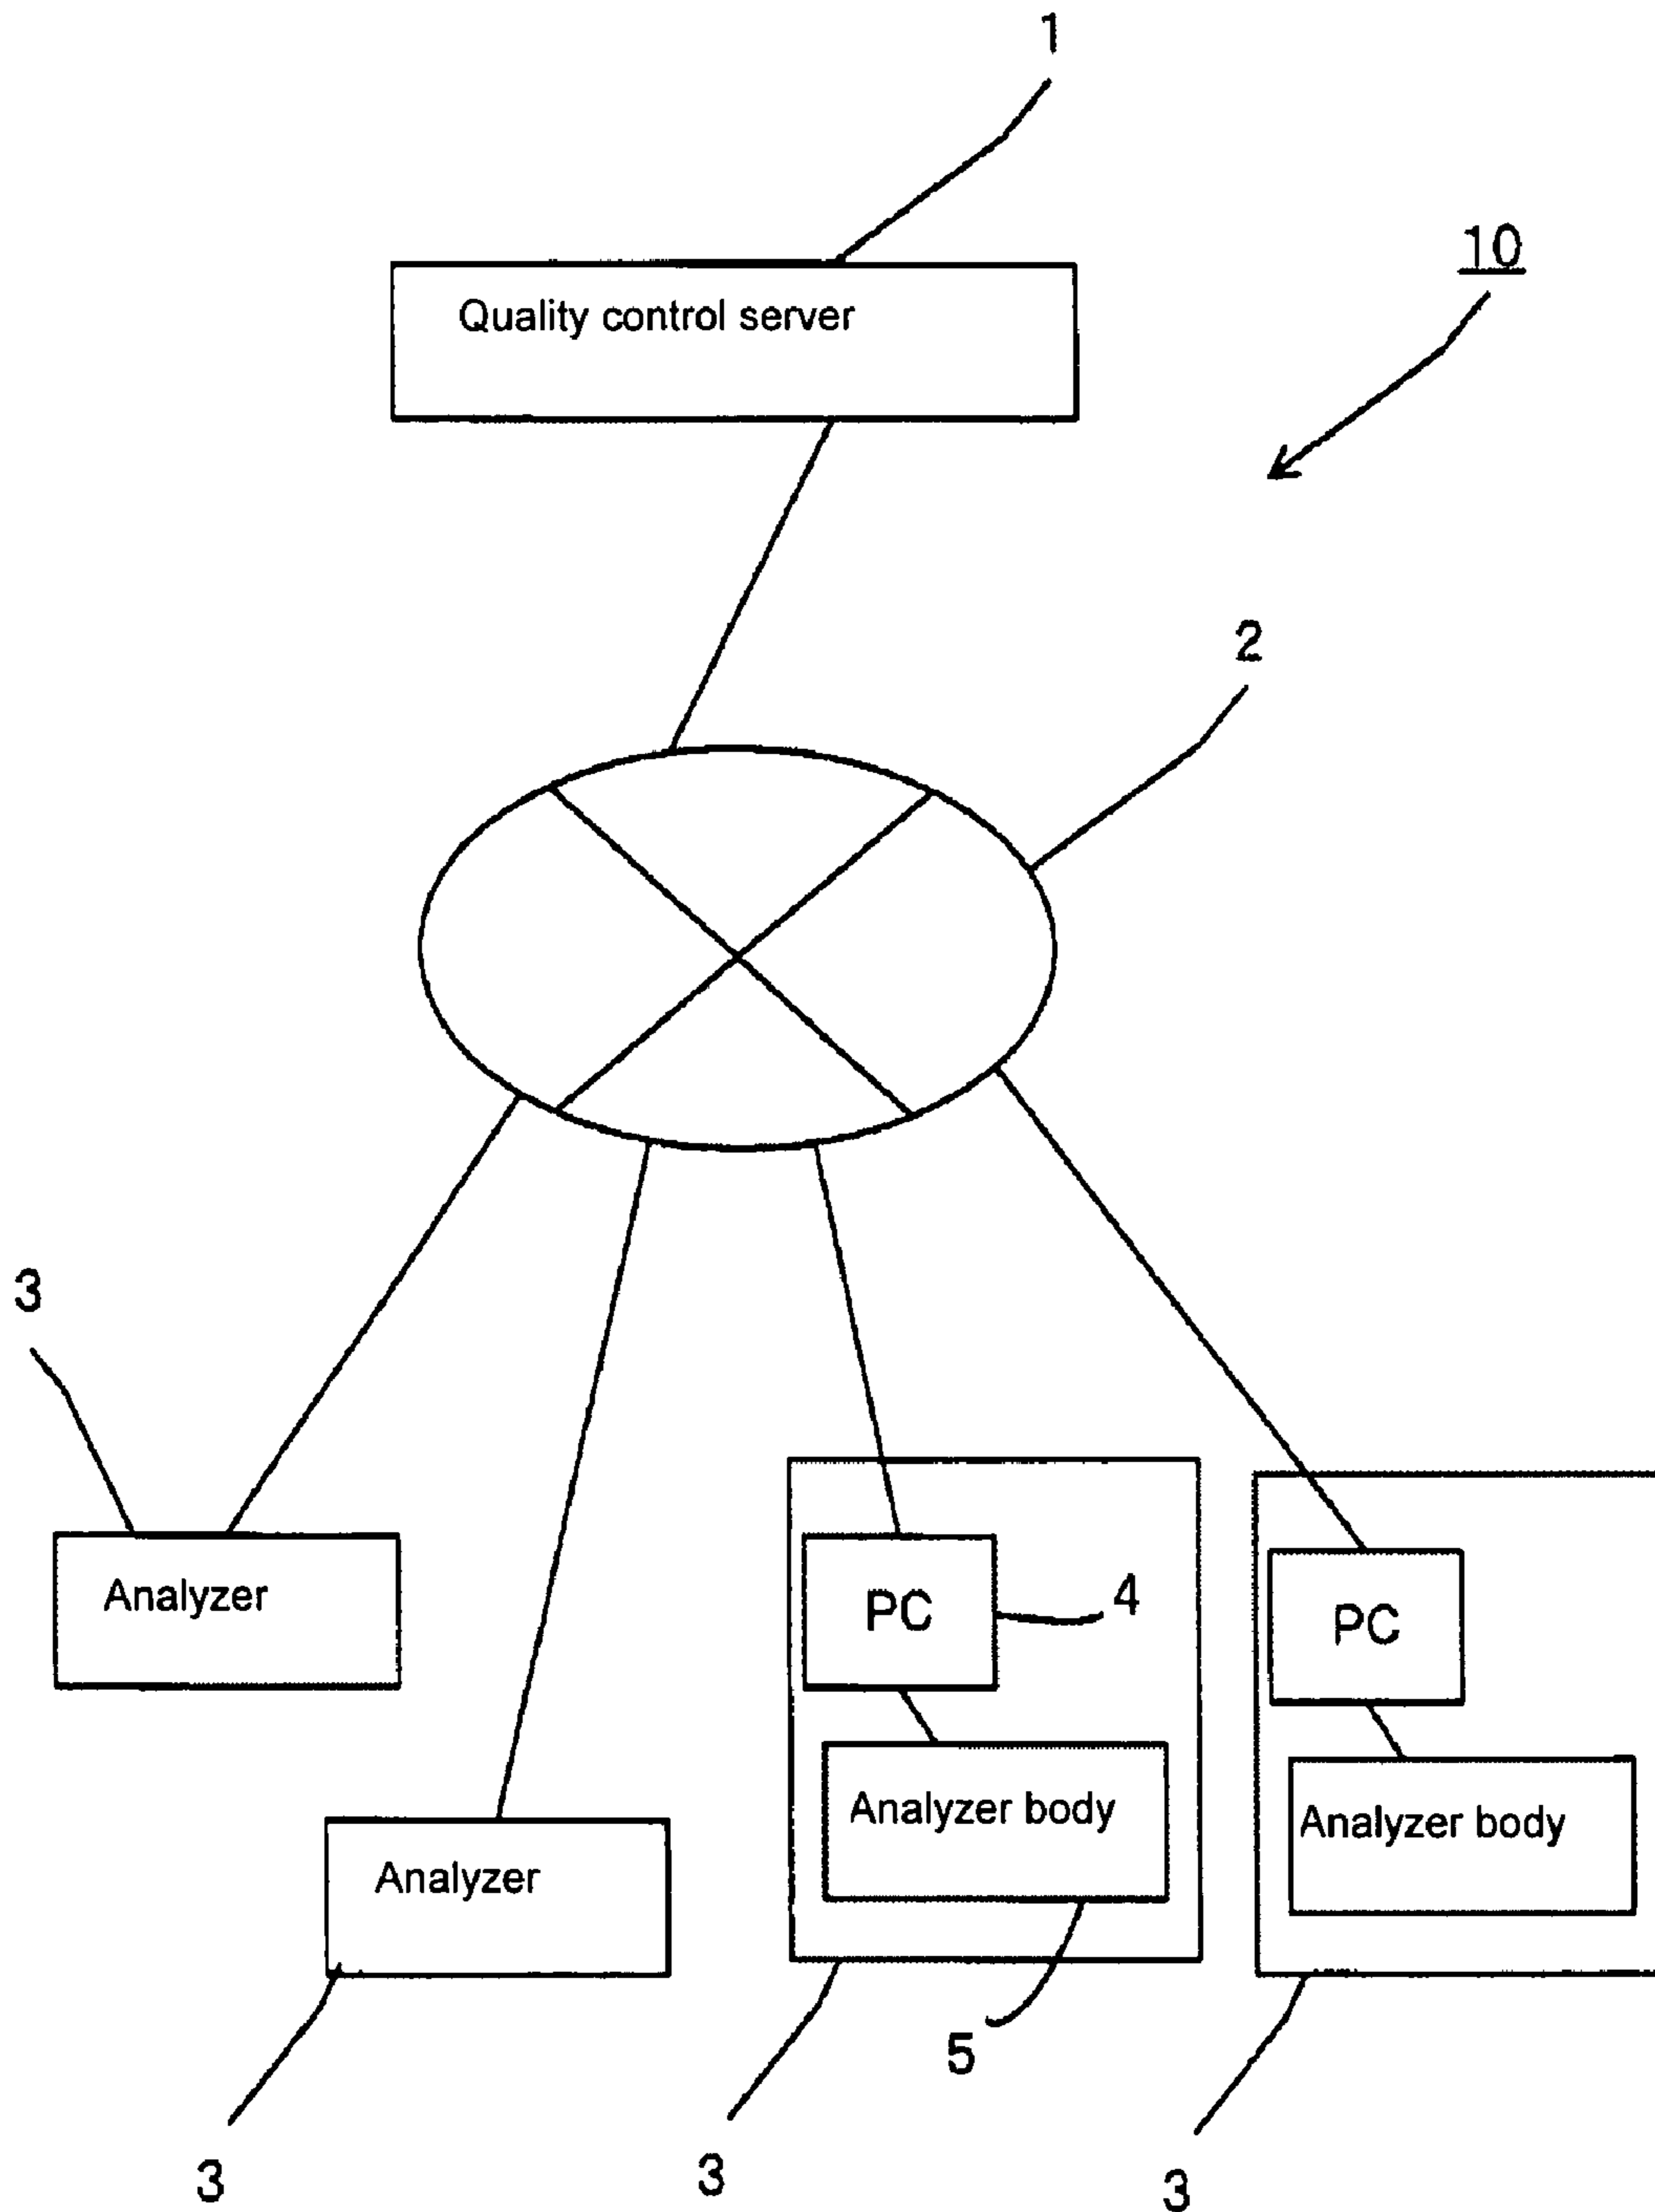 1
10
Quality control server
2
3
Analyzer
PC
4
PC
Analyzer body
Analyzer body
Analyzer
5
3
3
3